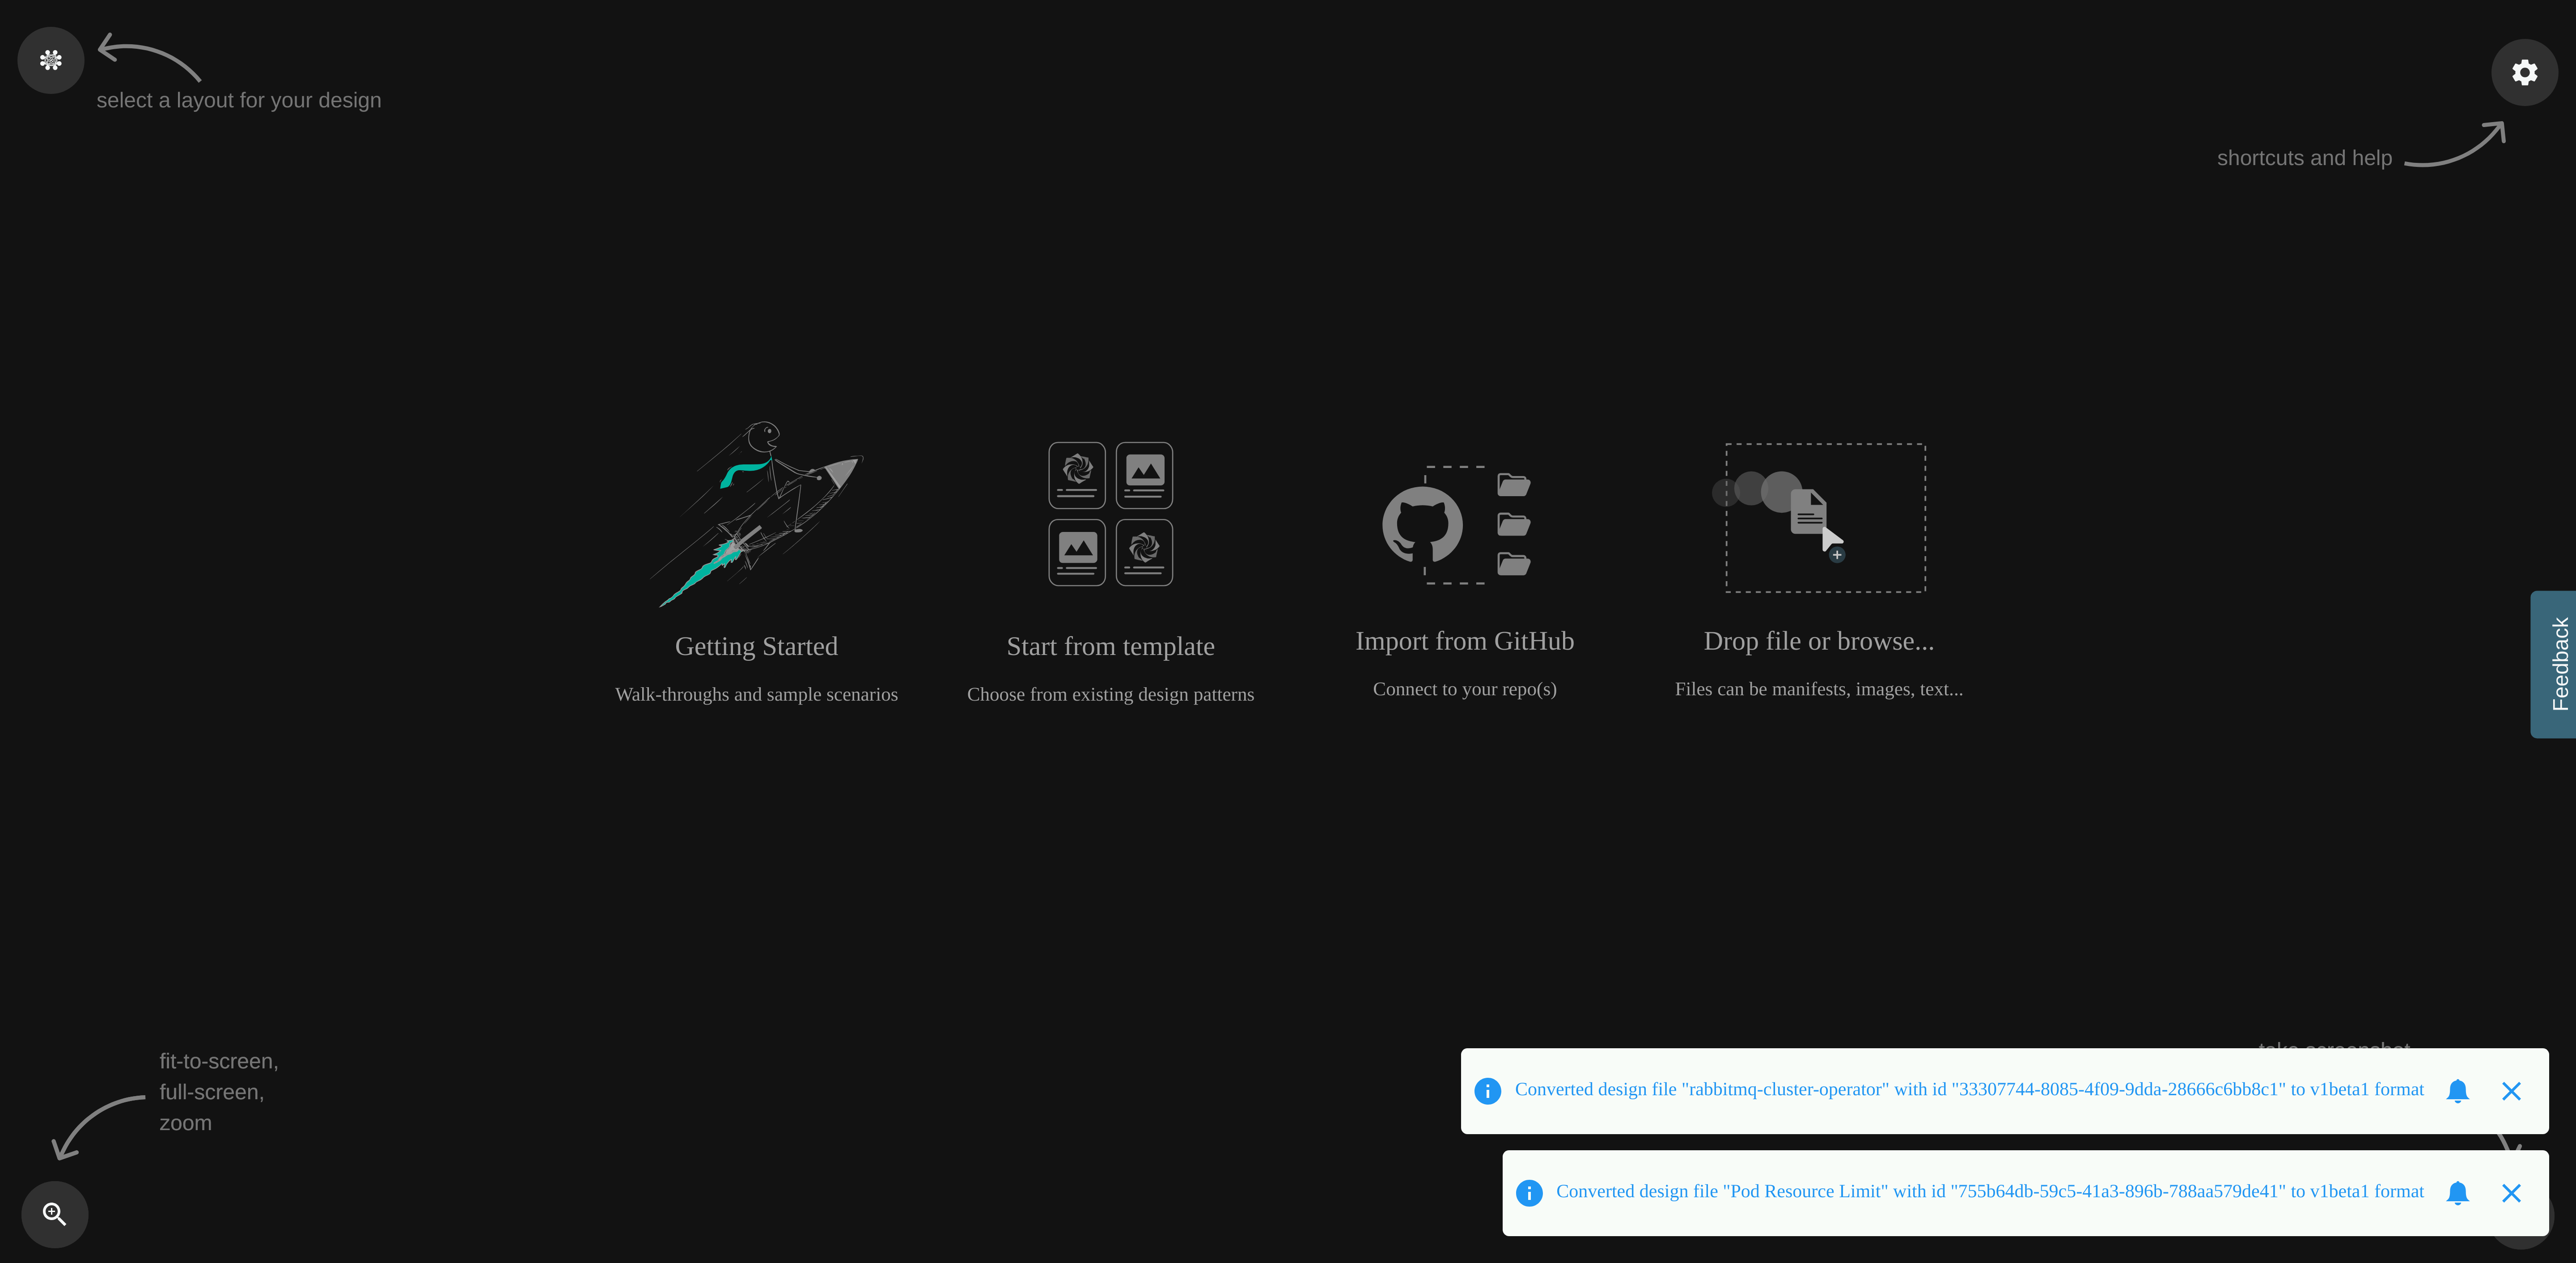 select a layout for your design
shortcuts and help
Getting Started
Walk-throughs and sample scenarios
Start from template
Choose from existing design patterns
Import from GitHub
Connect to your repo(s)
Drop file or browse...
Files can be manifests, images, text...
Feedback
fit-to-screen,
full-screen,
zoom
take screenshot
Converted design file "rabbitmq-cluster-operator" with id "33307744-8085-4f09-9dda-28666c6bb8c1" to v1beta1 format
Converted design file "Pod Resource Limit" with id "755b64db-59c5-41a3-896b-788aa579de41" to v1beta1 format